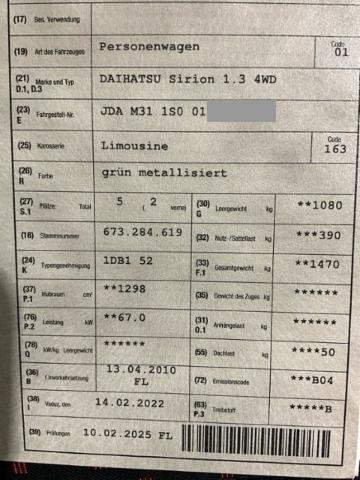 (17) Bes. Verwendung
(19) Art des Fahrzeuges Personenwagen Code 01
(21) D.1, D.3 Marke und Typ DAIHATSU Sirion 1.3 4WD
(23) E Fahrgestell-Nr. JDA M31 1S0 01
(25) Karosserie Limousine Code 163
(26) R Farbe grün metallisiert
(27) S.1 Plätze: Total 5 ( 2 vorne) (30) G Leergewicht kg **1080
(18) Stammnummer 673.284.619 (32) Nutz-/Sattellast kg ***390
(24) K Typengenehmigung 1DB1 52 (33) F.1 Gesamtgewicht kg **1470
(37) P.1 Hubraum cm³ **1298 (35) Gewicht des Zuges kg ******
(76) P.2 Leistung kW **67.0 (31) O.1 Anhängelast kg ******
(78) Q kW/kg Leergewicht ****** (55) Dachlast kg ****50
(36) B 1. Inverkehrsetzung 13.04.2010 FL (72) Emissionscode ***B04
(38) I Vaduz, den 14.02.2022 (63) P.3 Treibstoff *****B
(39) Prüfungen 10.02.2025 FL